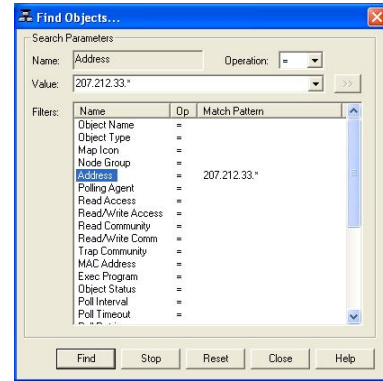 Find Objects...
Search Parameters
Name: Address Operation: =
Value: 207.212.33.* >>
Filters: Name Op Match Pattern
Object Name =
Object Type =
Map Icon =
Node Group =
Address = 207.212.33.*
Polling Agent =
Read Access =
Read/Write Access =
Read Community =
Read/Write Comm =
Trap Community =
MAC Address =
Exec Program =
Object Status =
Poll Interval =
Poll Timeout =
Find Stop Reset Close Help